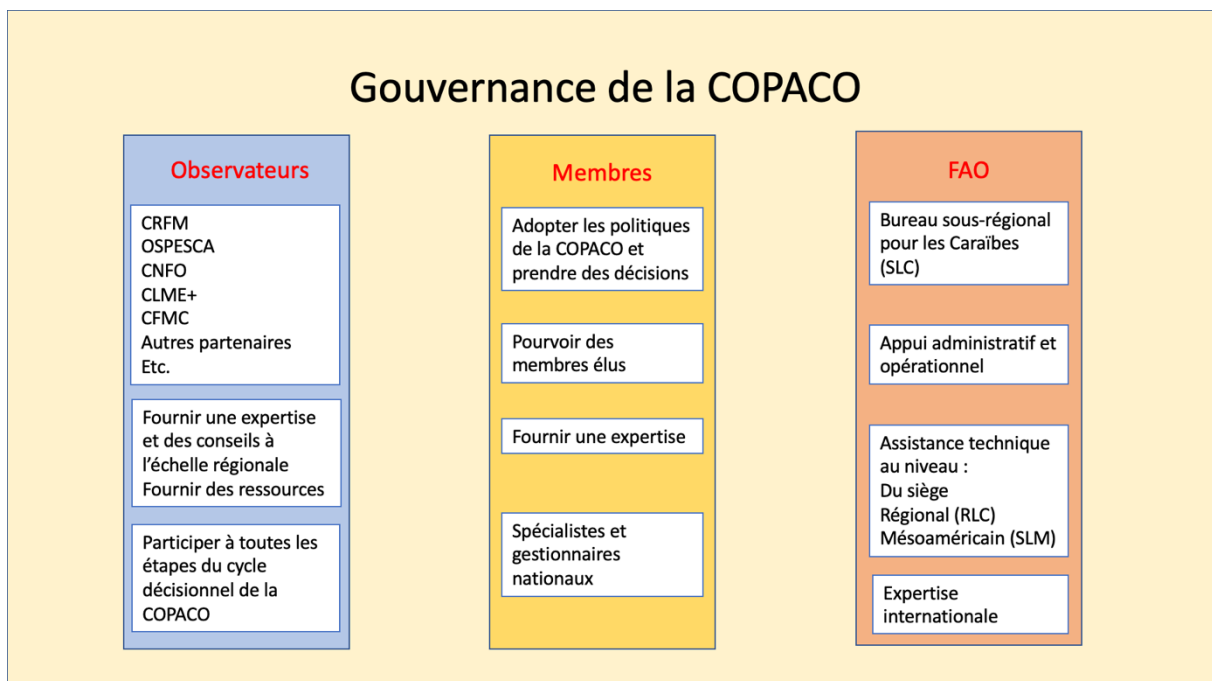 Gouvernance de la COPACO
Observateurs
CRFM
OSPESCA
CNFO
CLME+
CFMC
Autres partenaires
Etc.
Fournir une expertise
et des conseils à
l’échelle régionale
Fournir des ressources
Participer à toutes les
étapes du cycle
décisionnel de la
COPACO
Membres
Adopter les politiques
de la COPACO et
prendre des décisions
Pourvoir des
membres élus
Fournir une expertise
Spécialistes et
gestionnaires
nationaux
FAO
Bureau sous-régional
pour les Caraïbes
(SLC)
Appui administratif et
opérationnel
Assistance technique
au niveau :
Du siège
Régional (RLC)
Mésoaméricain (SLM)
Expertise
internationale